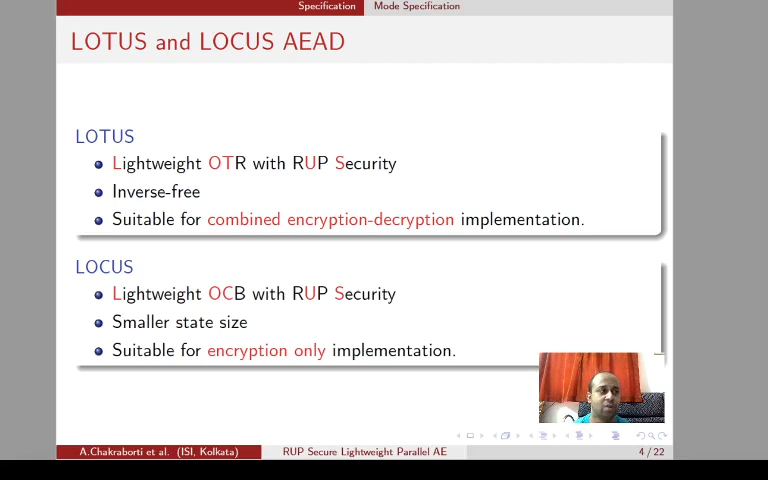 Specification Mode Specification
LOTUS and LOCUS AEAD
LOTUS
Lightweight OTR with RUP Security
Inverse-free
Suitable for combined encryption-decryption implementation.
LOCUS
Lightweight OCB with RUP Security
Smaller state size
Suitable for encryption only implementation.
A.Chakraborti et al. (ISI, Kolkata) RUP Secure Lightweight Parallel AE 4 / 22